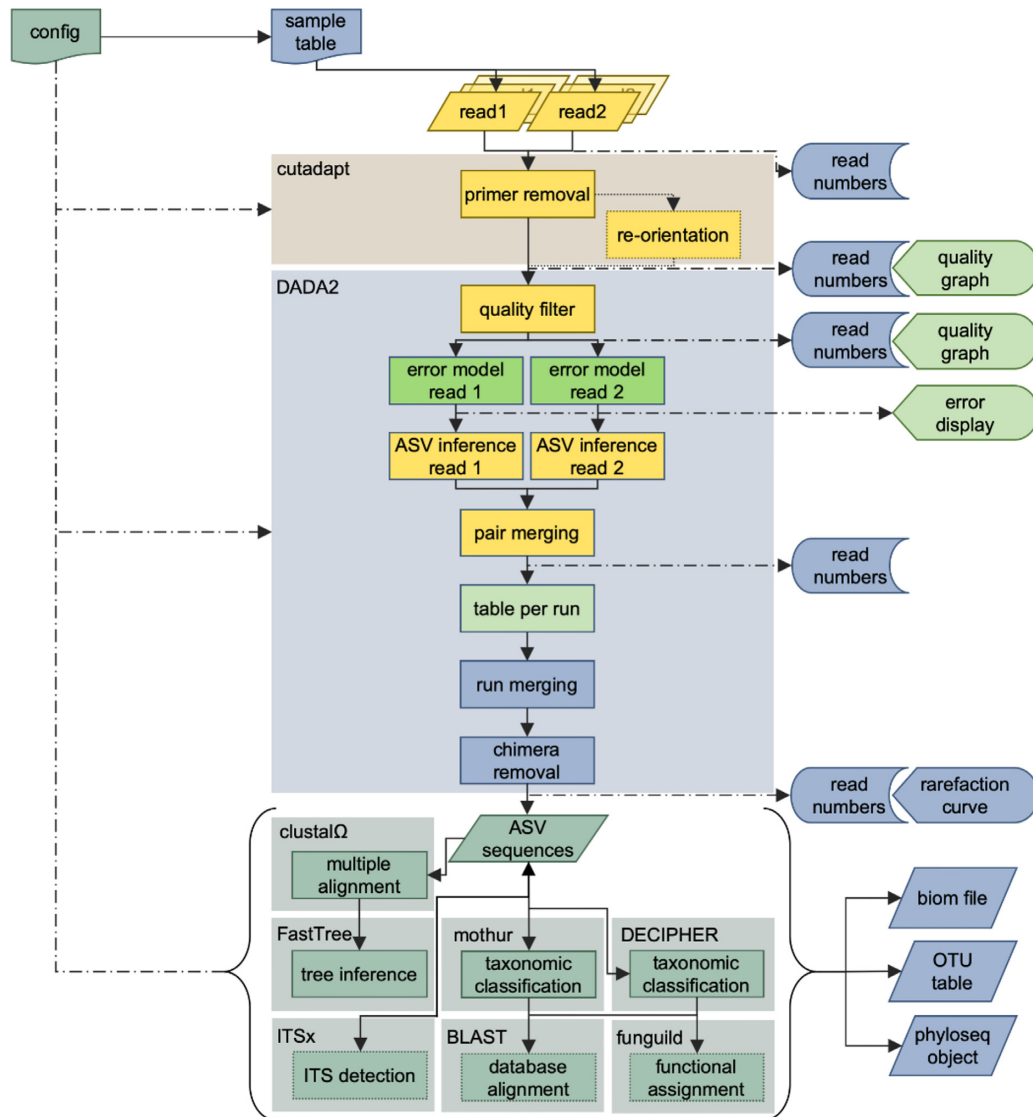 config
sample
table
read1
read2
cutadapt
read
numbers
primer removal
re-orientation
read
numbers
quality
graph
DADA2
quality filter
read
numbers
quality
graph
error model
read 1
error model
read 2
error
display
ASV inference
read 1
ASV inference
read 2
pair merging
read
numbers
table per run
run merging
chimera
removal
read
numbers
rarefaction
curve
clustalΩ
ASV
sequences
multiple
alignment
biom file
FastTree
mothur
DECIPHER
tree inference
taxonomic
classification
taxonomic
classification
OTU
table
ITSx
BLAST
funguild
phyloseq
object
ITS detection
database
alignment
functional
assignment